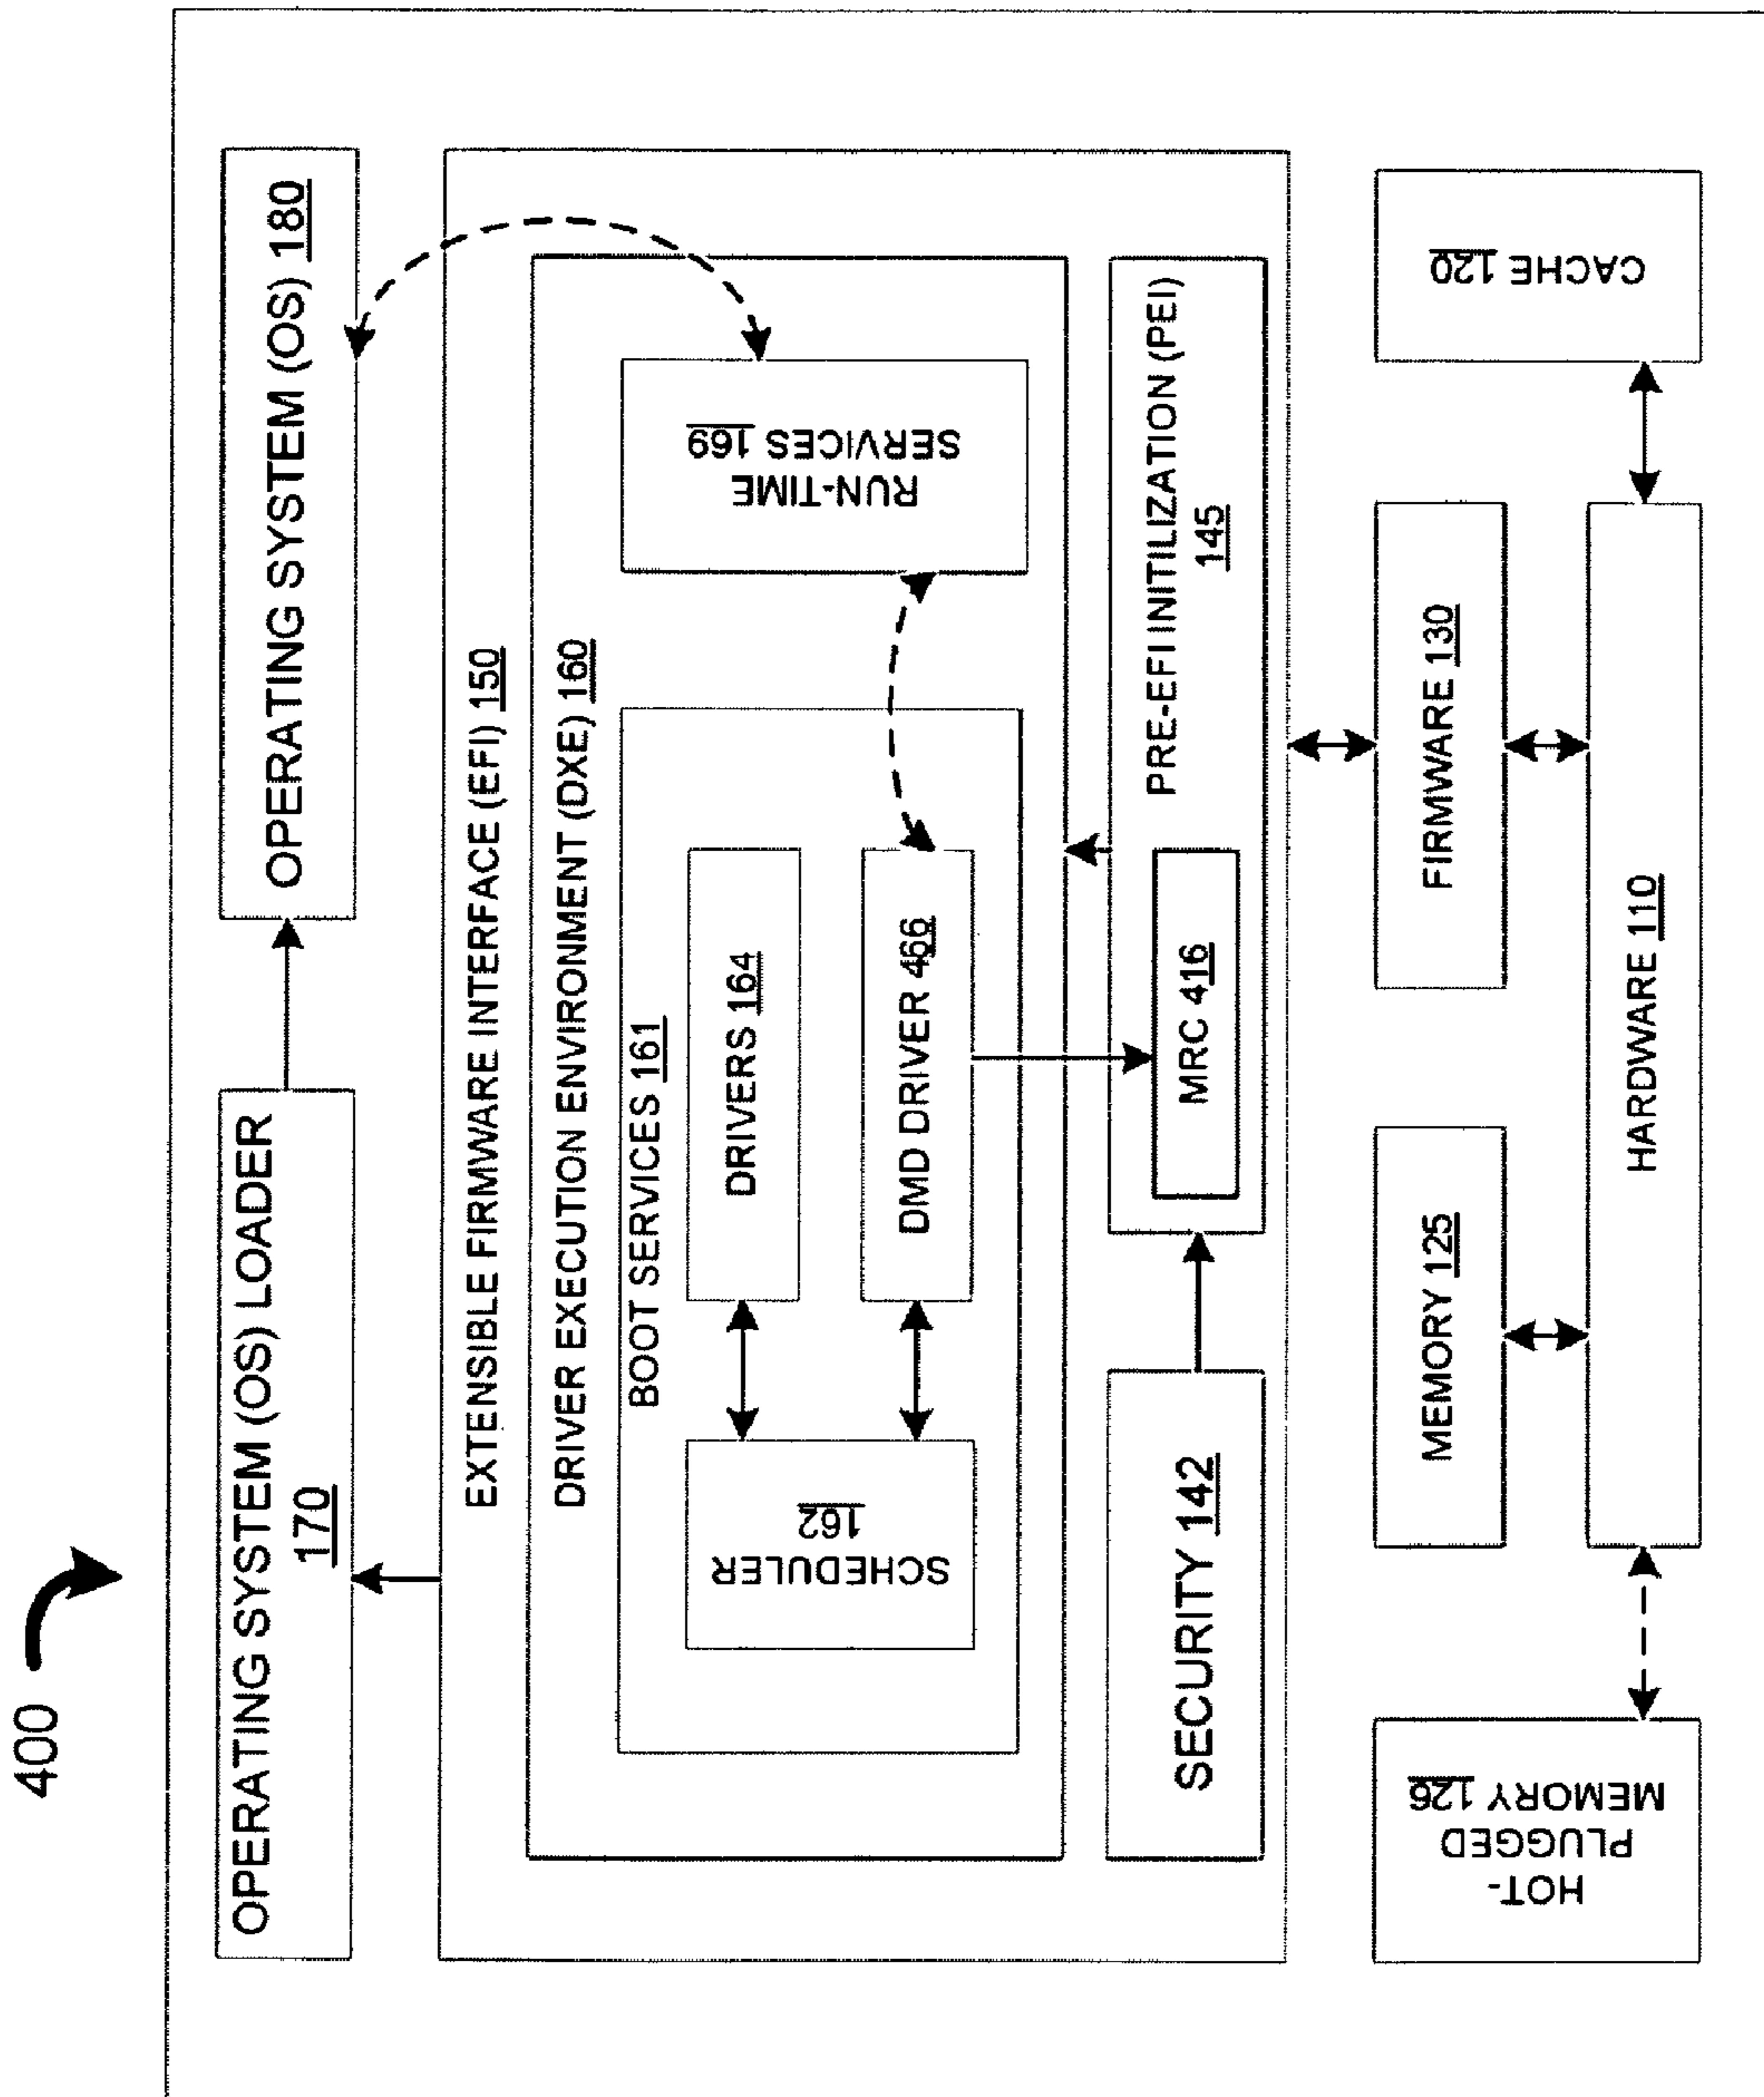 400
OPERATING SYSTEM (OS) LOADER
170
OPERATING SYSTEM (OS) 180
EXTENSIBLE FIRMWARE INTERFACE (EFI) 150
DRIVER EXECUTION ENVIRONMENT (DXE) 160
BOOT SERVICES 161
SCHEDULER
162
DRIVERS 164
DMD DRIVER 466
RUN-TIME
SERVICES 169
SECURITY 142
MRC 416
PRE-EFI INITILIZATION (PEI)
145
HOT-
PLUGGED
MEMORY 126
MEMORY 125
FIRMWARE 130
HARDWARE 110
CACHE 120